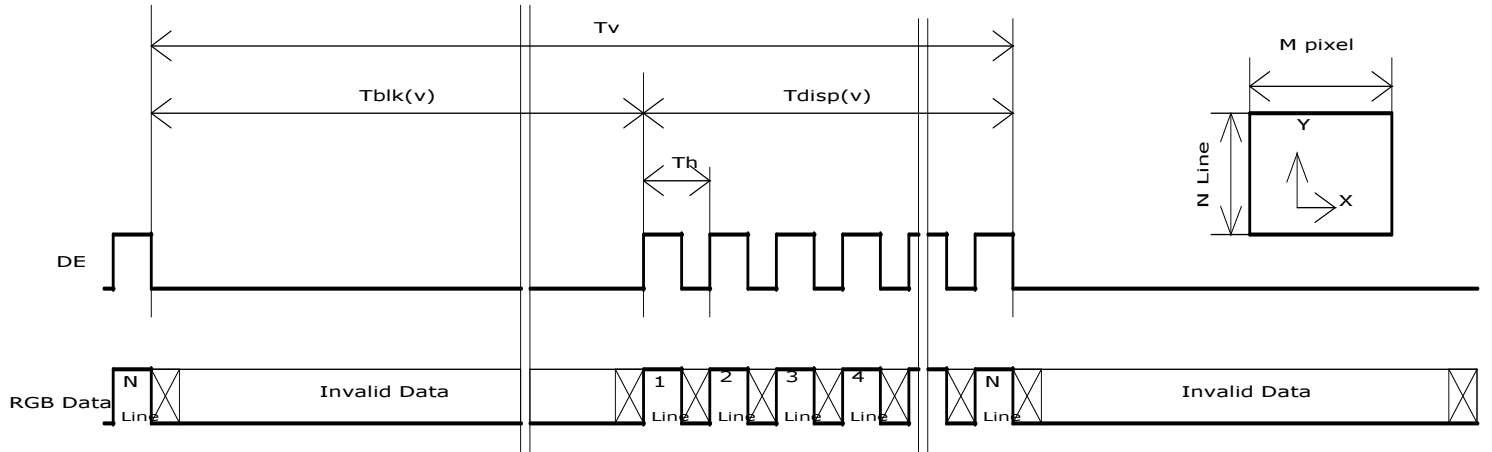 Tv
M pixel
Tblk(v)
Tdisp(v)
Y
N Line
Th
X
DE
N
Invalid Data
1
2
3
4
N
Invalid Data
RGB Data
Line
Line
Line
Line
Line
Line